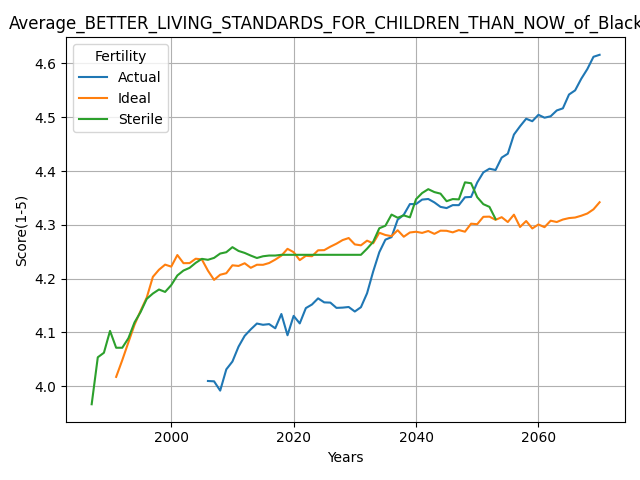 Average_BETTER_LIVING_STANDARDS_FOR_CHILDREN_THAN_NOW_of_Black
Fertility
Actual
Ideal
Sterile
Score(1-5)
4.6
4.5
4.4
4.3
4.2
4.1
4.0
2000 2020 2040 2060
Years